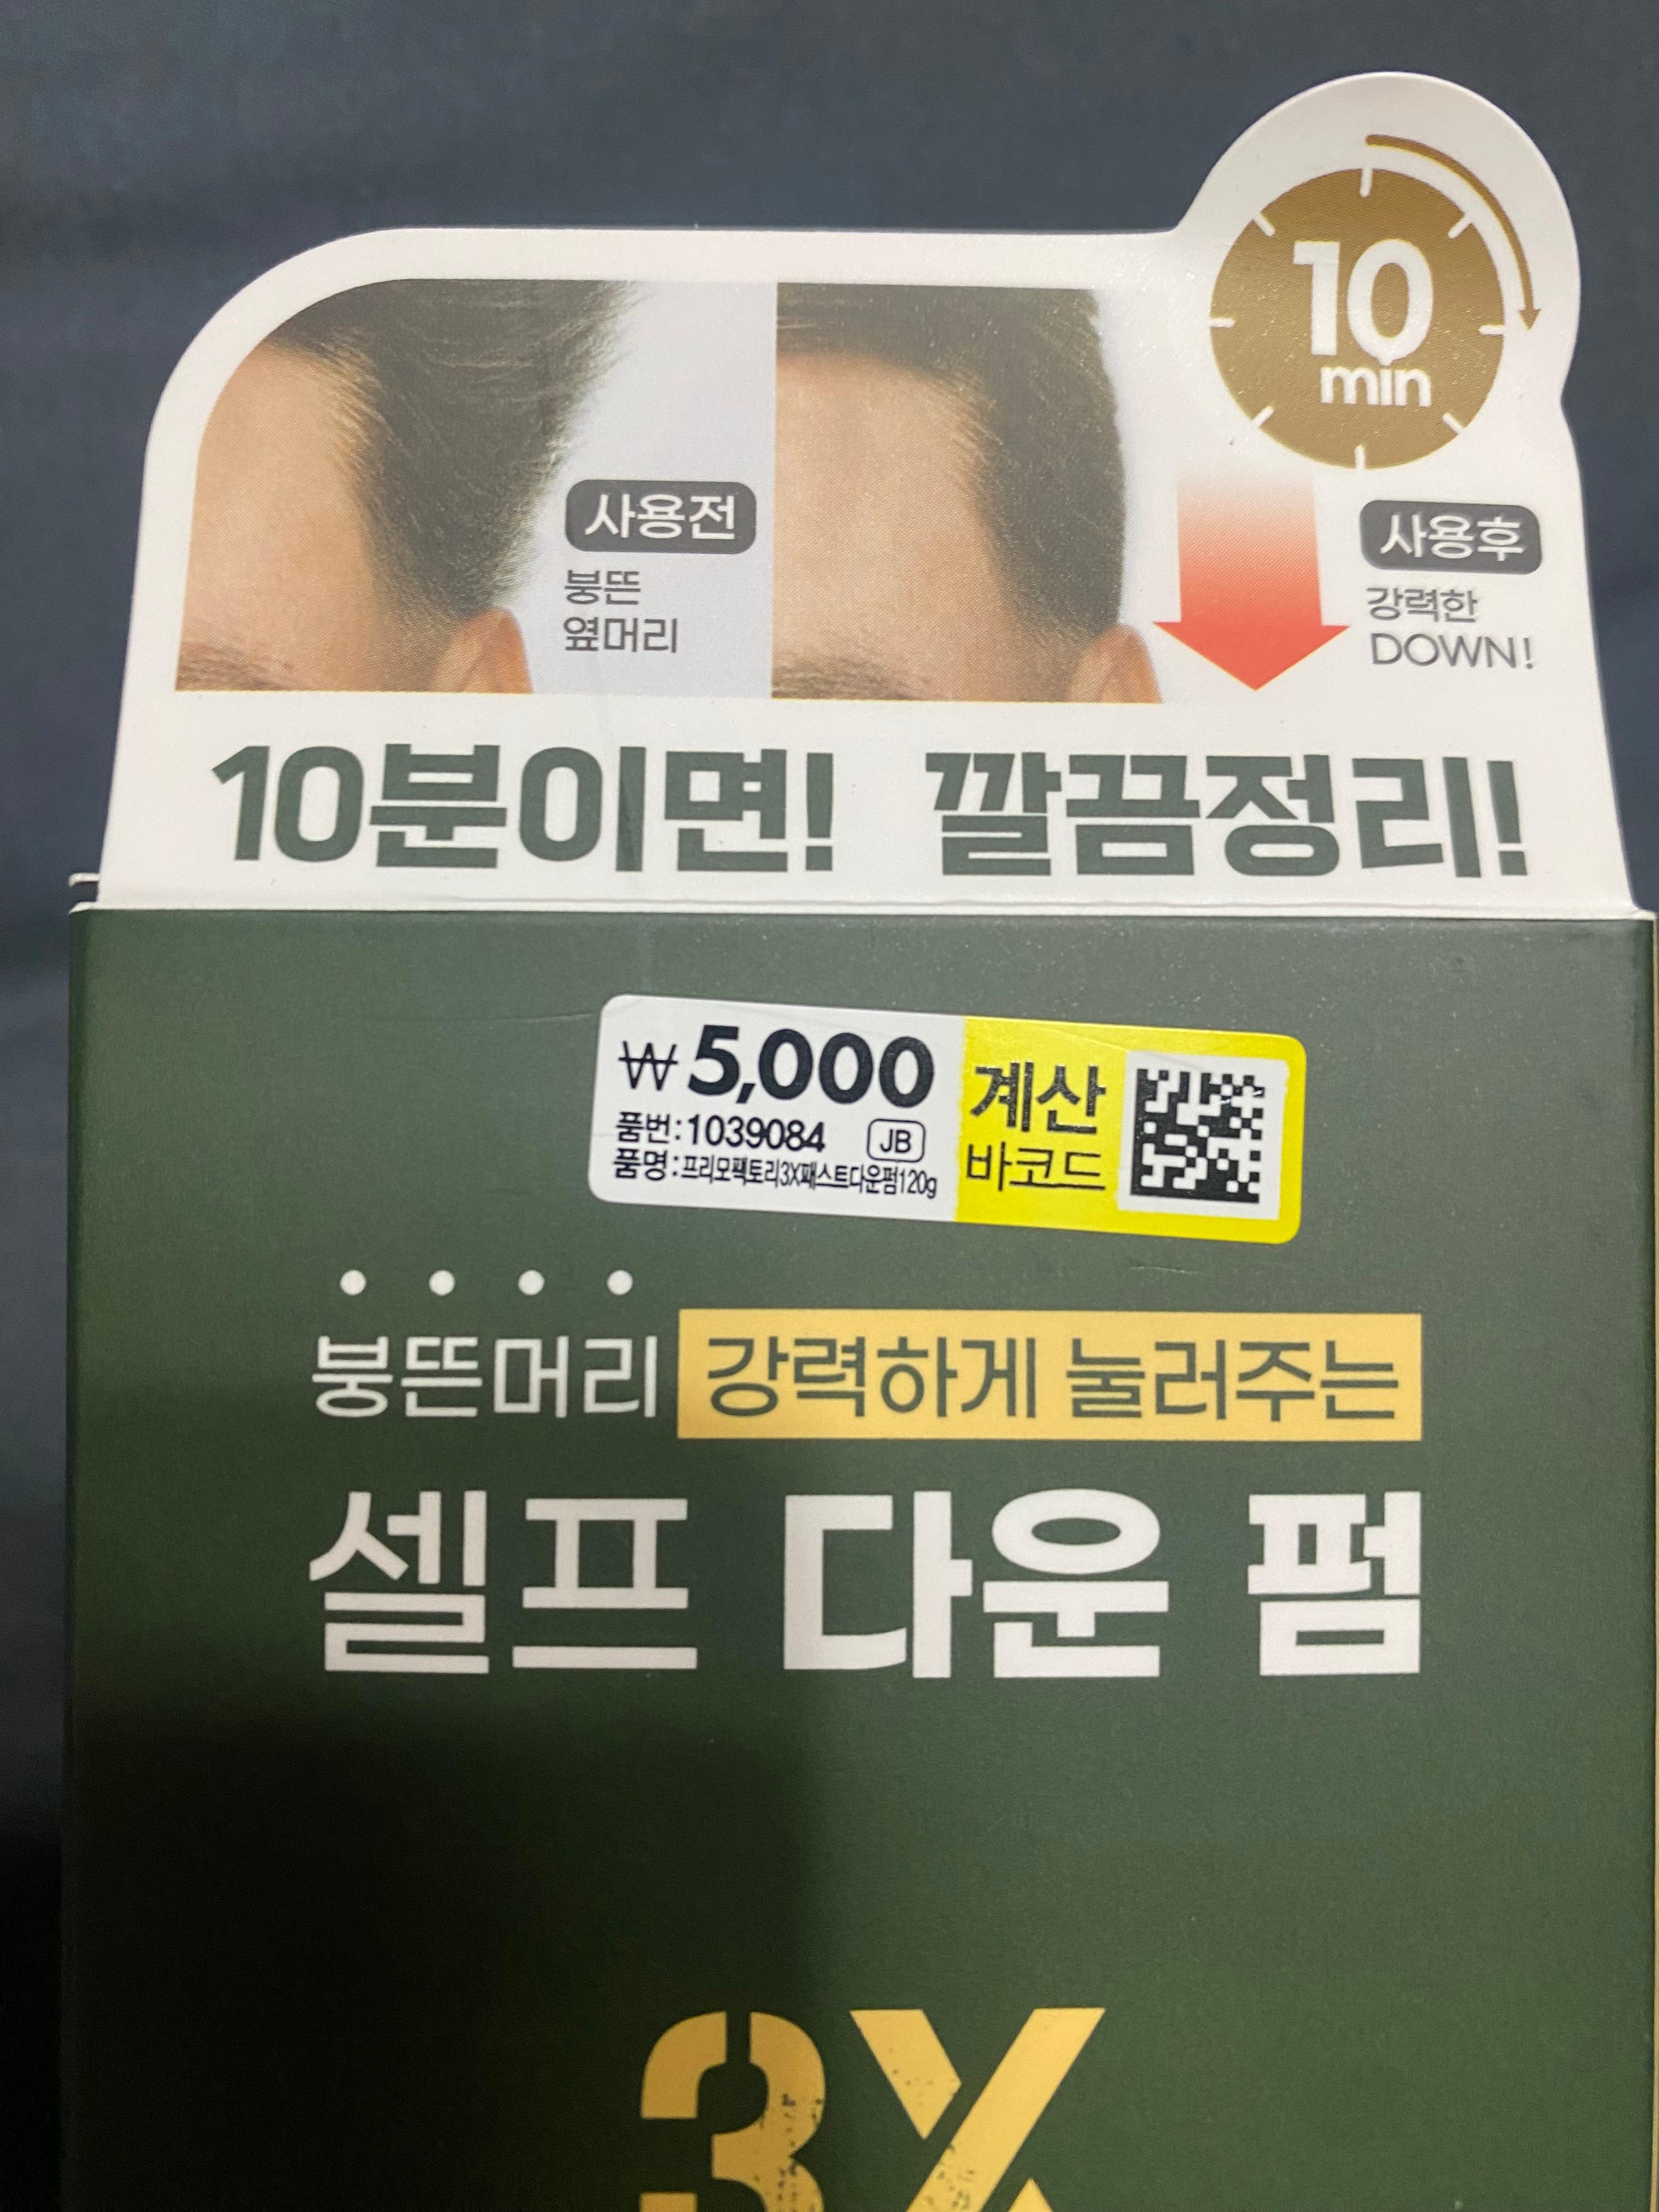 10
min
사용전
붕뜬
옆머리
사용후
강력한
DOWN!
10분이면! 깔끔정리!
₩5,000
품번:1039084 JB
품명:프리모팩토리3X패스트다운펌120g
계산
바코드
붕뜬머리 강력하게 눌러주는
셀프 다운 펌
3X